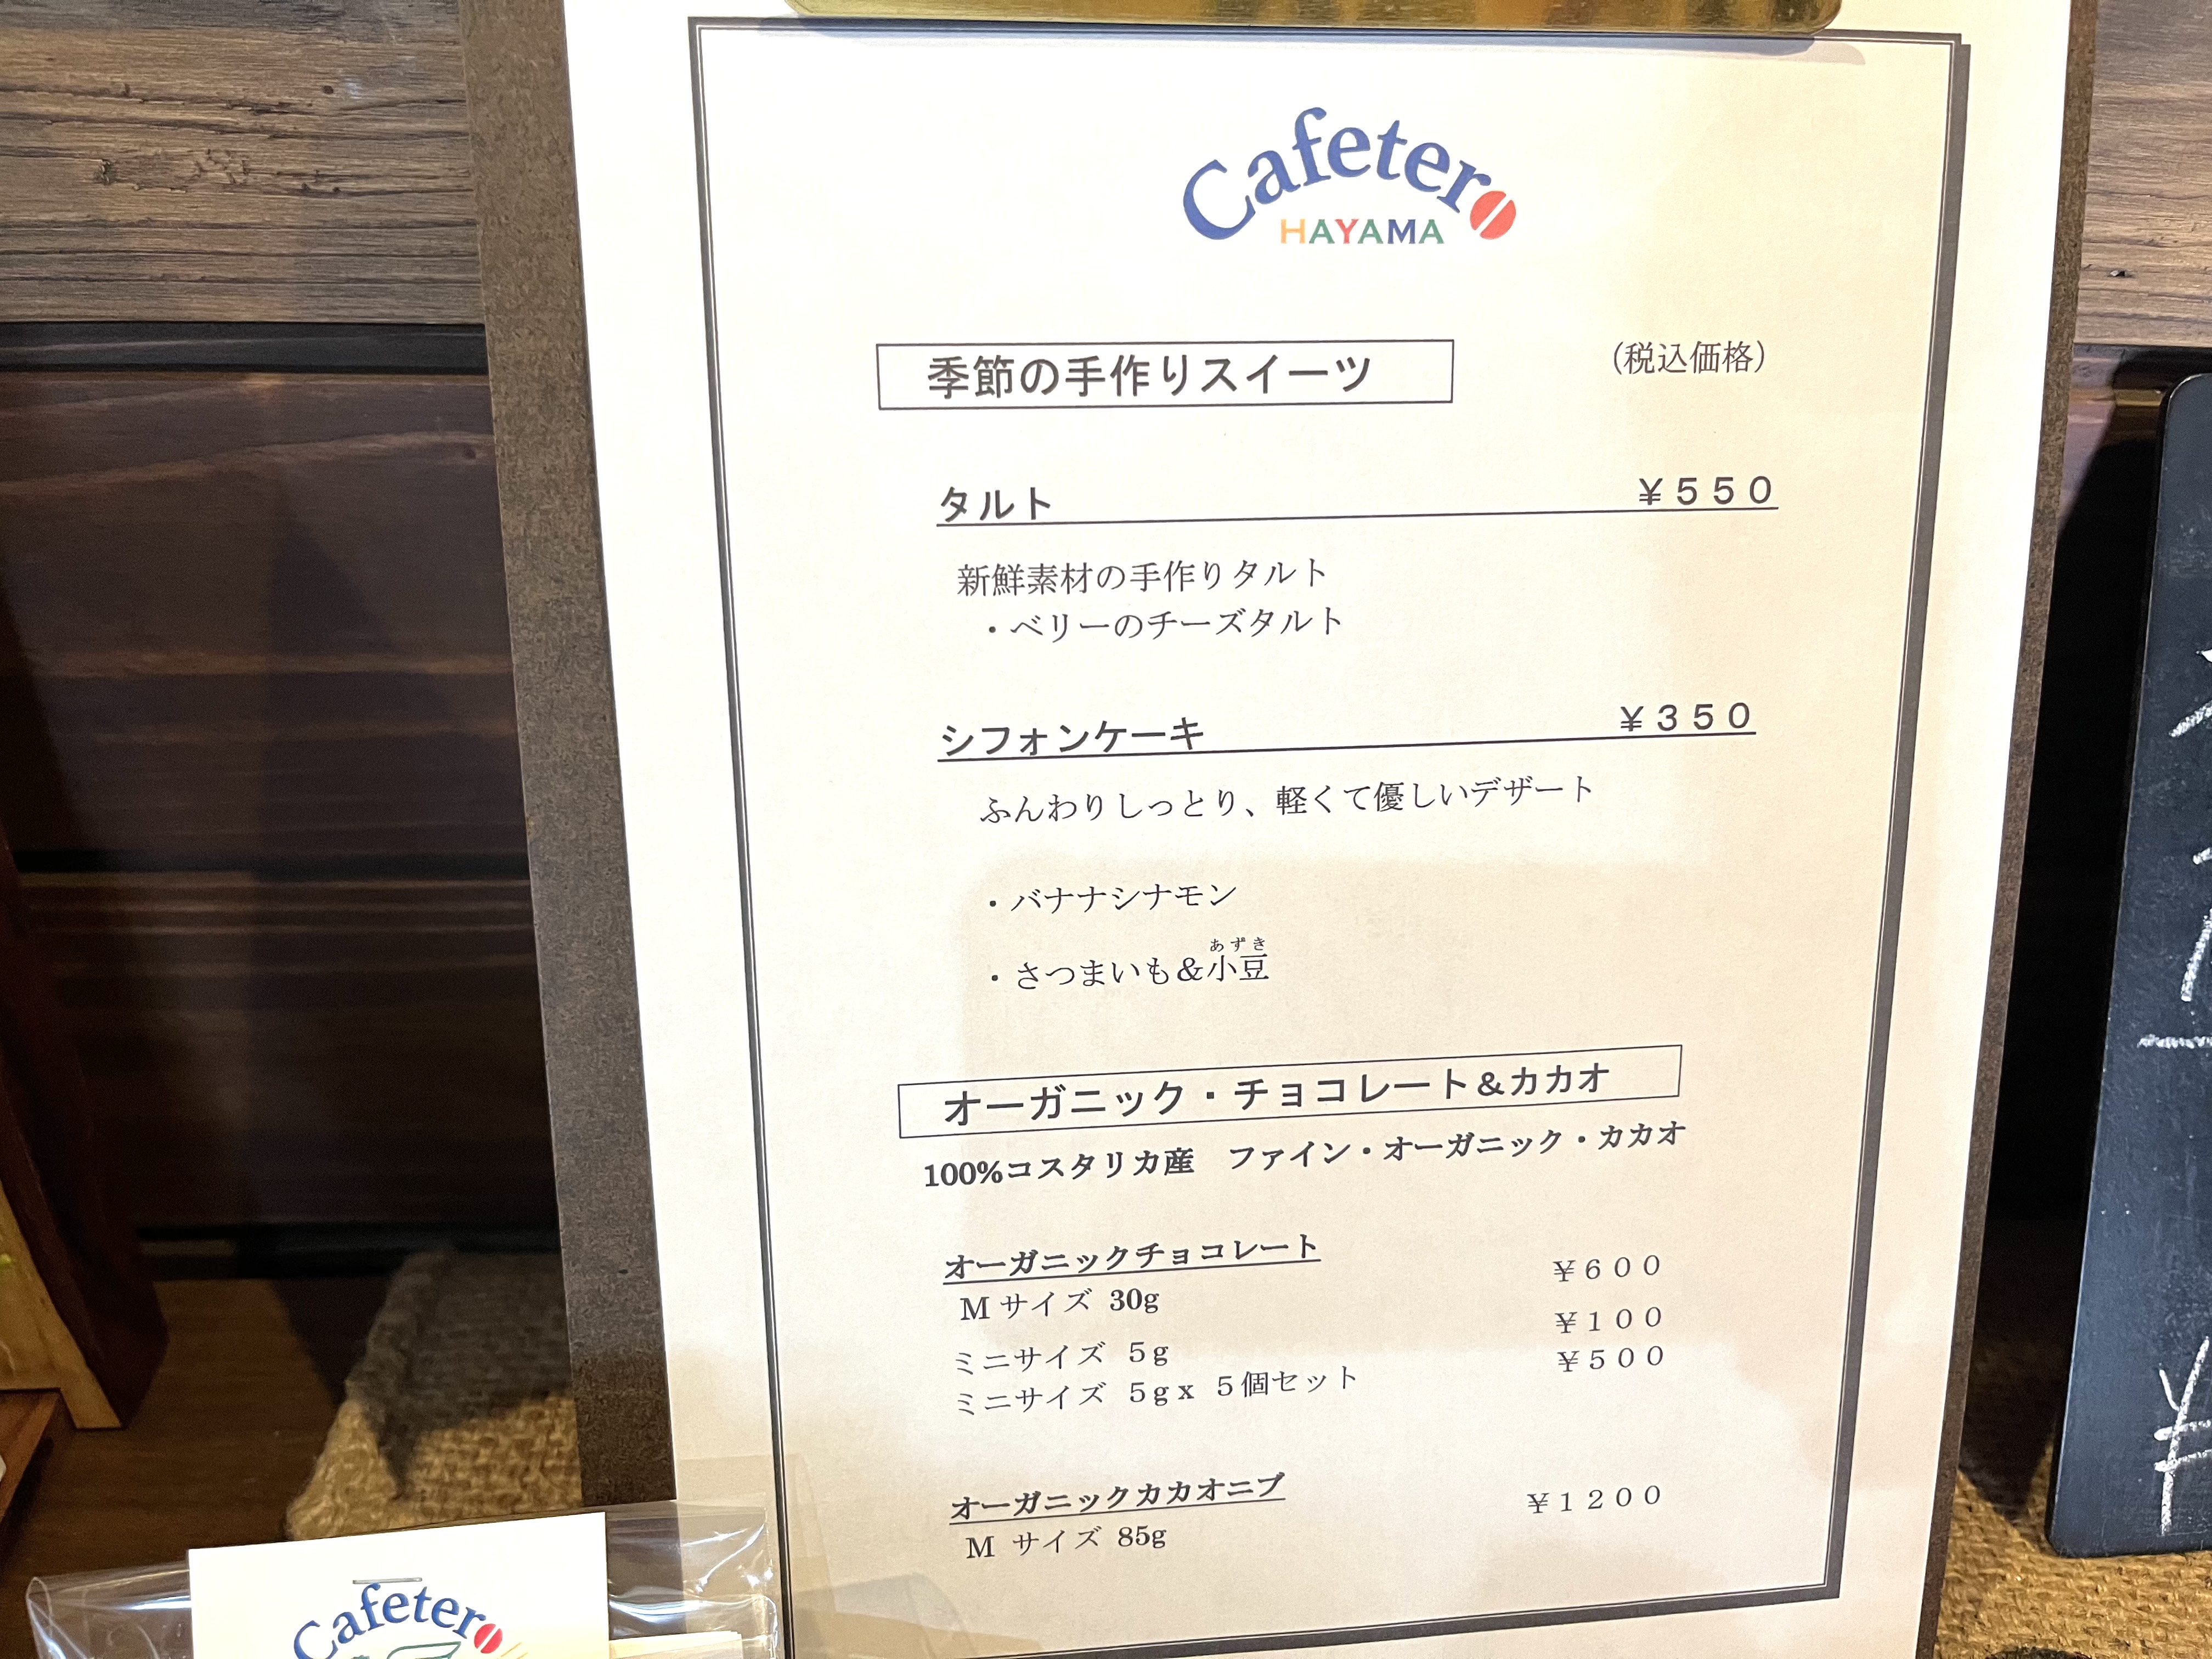 Cafetero
HAYAMA
季節の手作りスイーツ
（税込価格）
タルト ￥５５０
新鮮素材の手作りタルト
・ベリーのチーズタルト
シフォンケーキ ￥３５０
ふんわりしっとり、軽くて優しいデザート
・バナナシナモン
あずき
・さつまいも＆小豆
オーガニック・チョコレート＆カカオ
100%コスタリカ産　ファイン・オーガニック・カカオ
オーガニックチョコレート
M サイズ 30g ￥６００
ミニサイズ ５g ￥１００
ミニサイズ ５gｘ ５個セット ￥５００
オーガニックカカオニブ
M サイズ 85g ￥１２００
Cafetero
￥